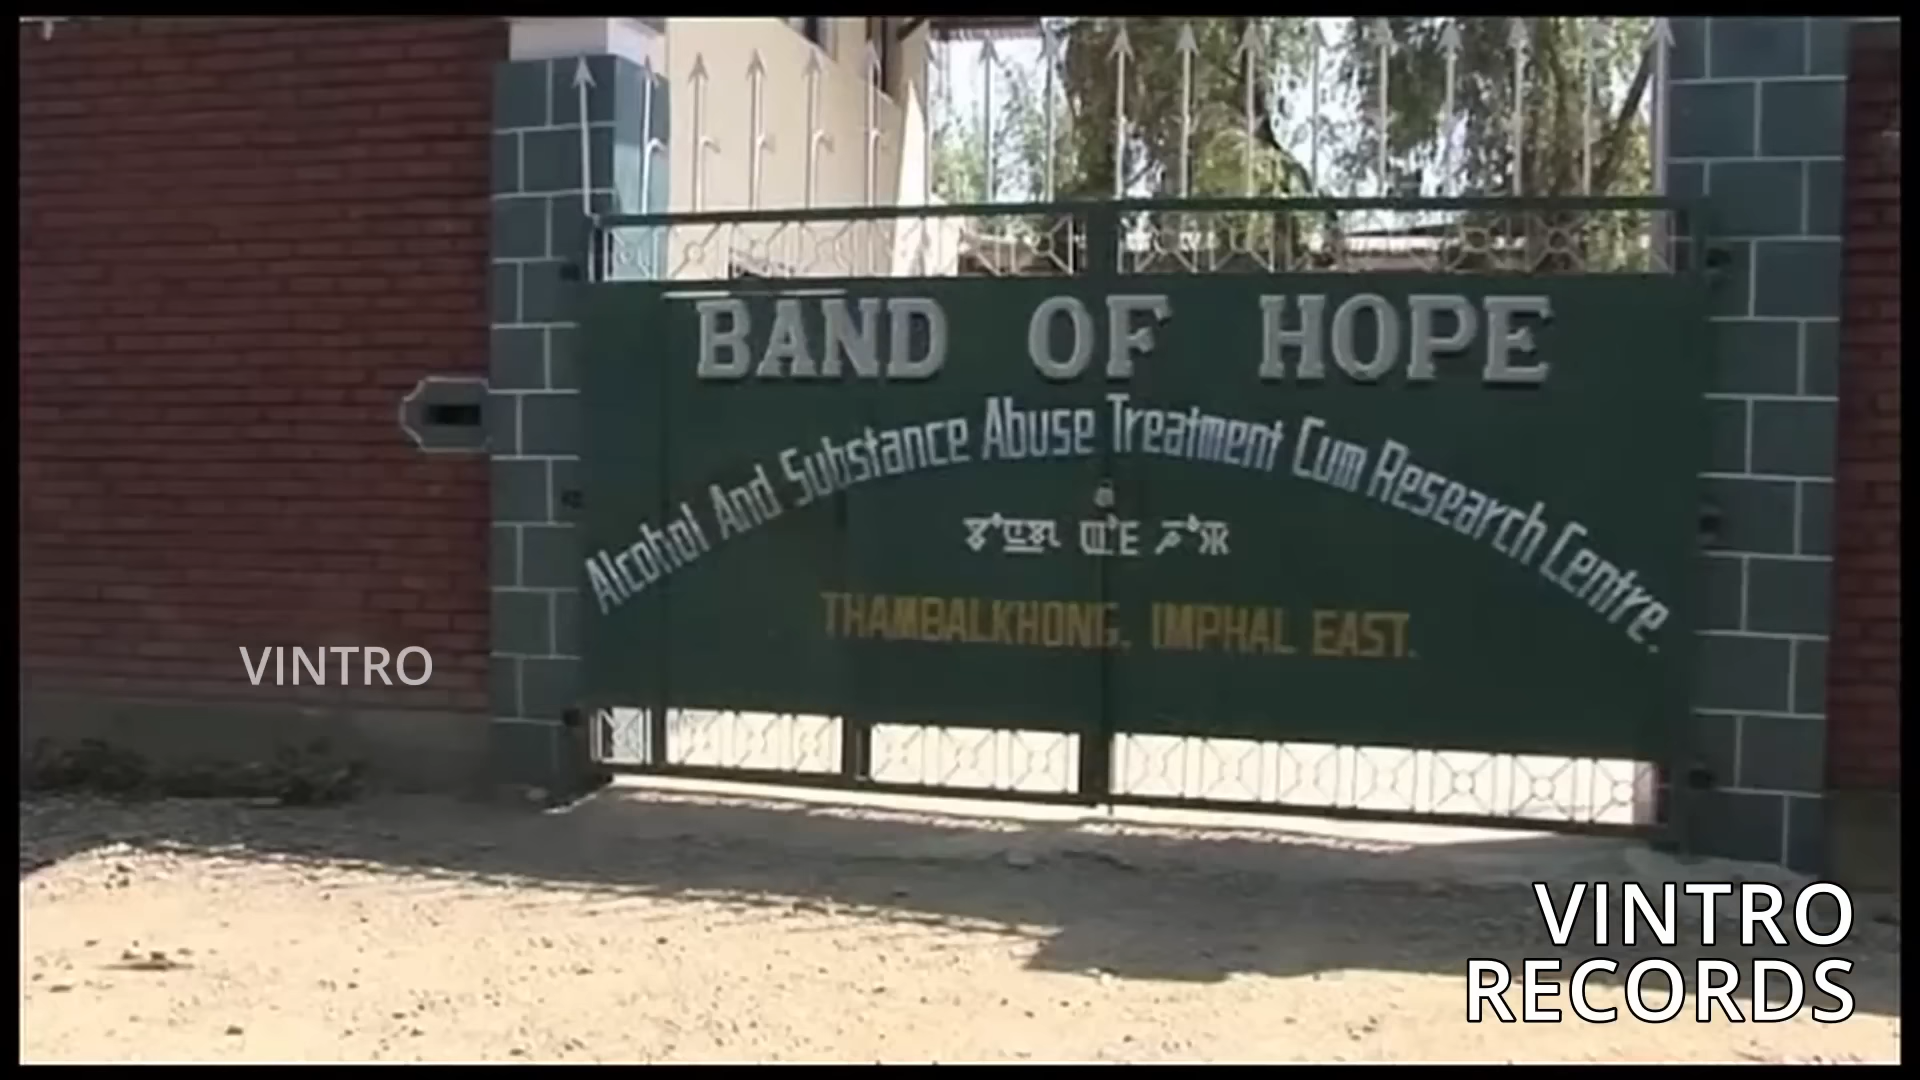 BAND OF HOPE
Alcohol And Substance Abuse Treatment Cum Research Centre.
THAMBALKHONG, IMPHAL EAST.
VINTRO
VINTRO
RECORDS